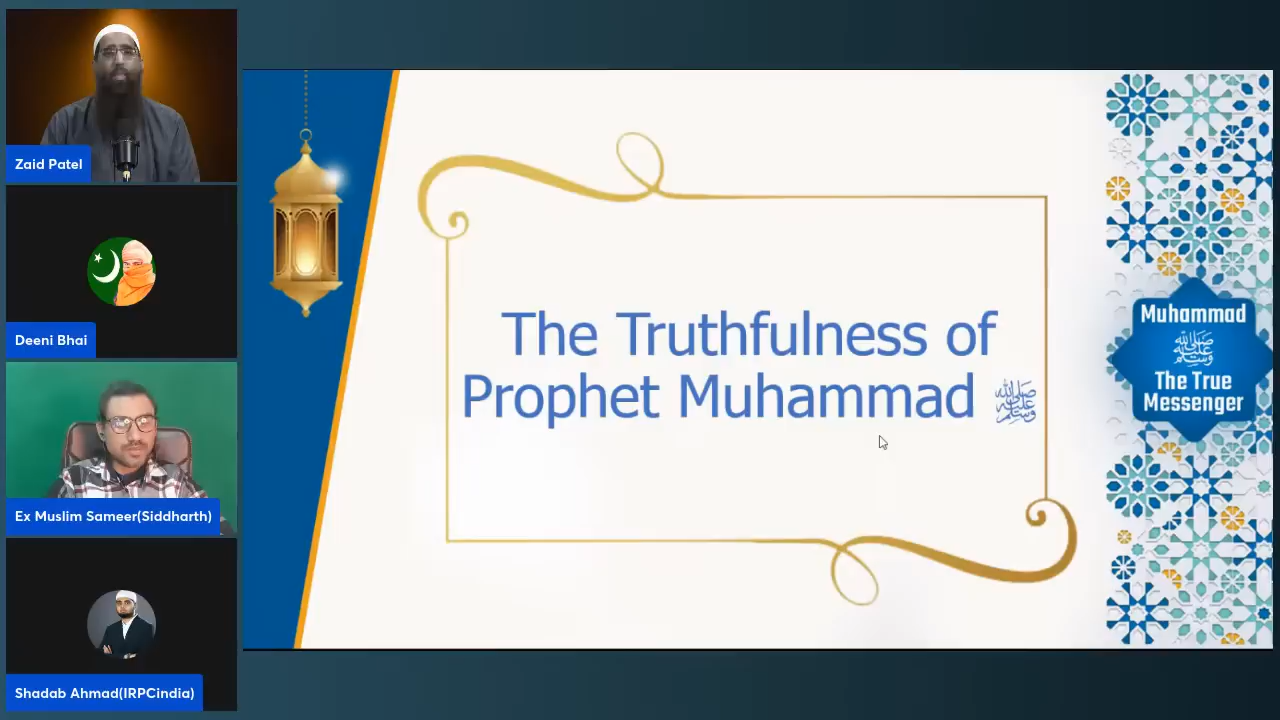 Zaid Patel
Deeni Bhai
Ex Muslim Sameer(Siddharth)
Shadab Ahmad(IRPCindia)
The Truthfulness of
Prophet Muhammad ﷺ
Muhammad
ﷺ
The True
Messenger